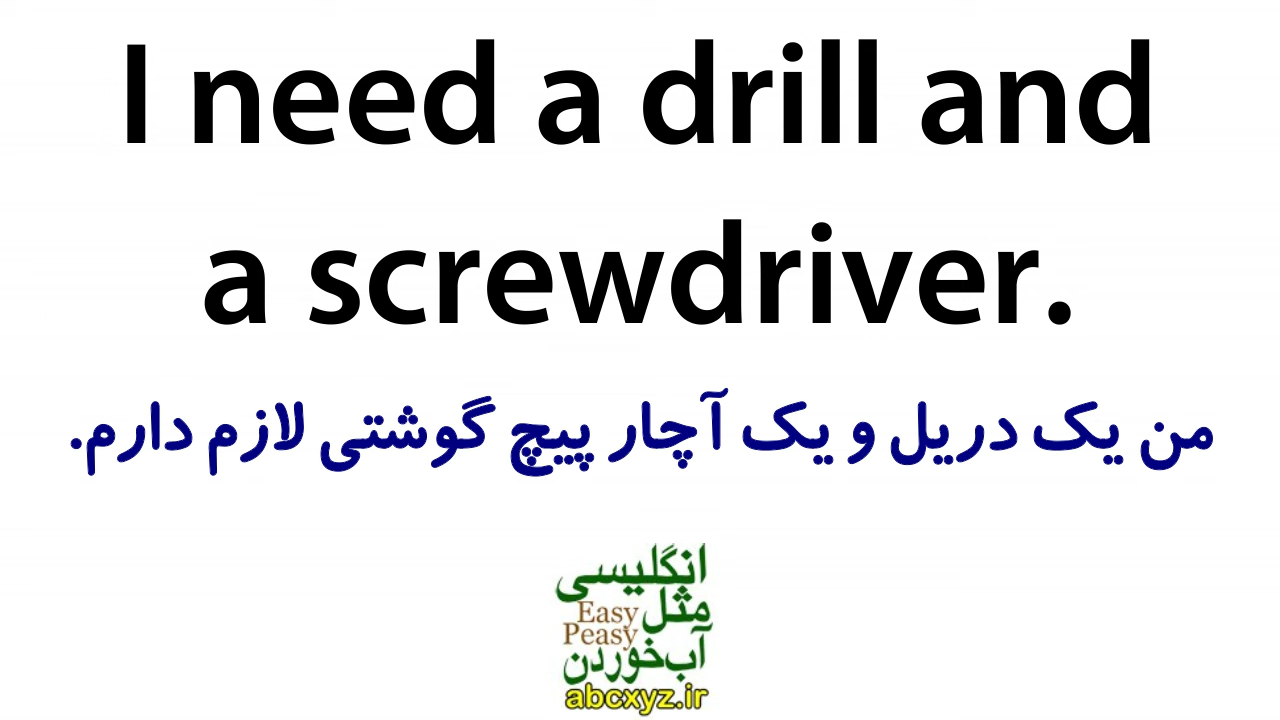 I need a drill and
a screwdriver.
من یک دریل و یک آچار پیچ گوشتی لازم دارم.
انگلیسی
مثل
Easy
Peasy
آب‌خوردن
abcxyz.ir